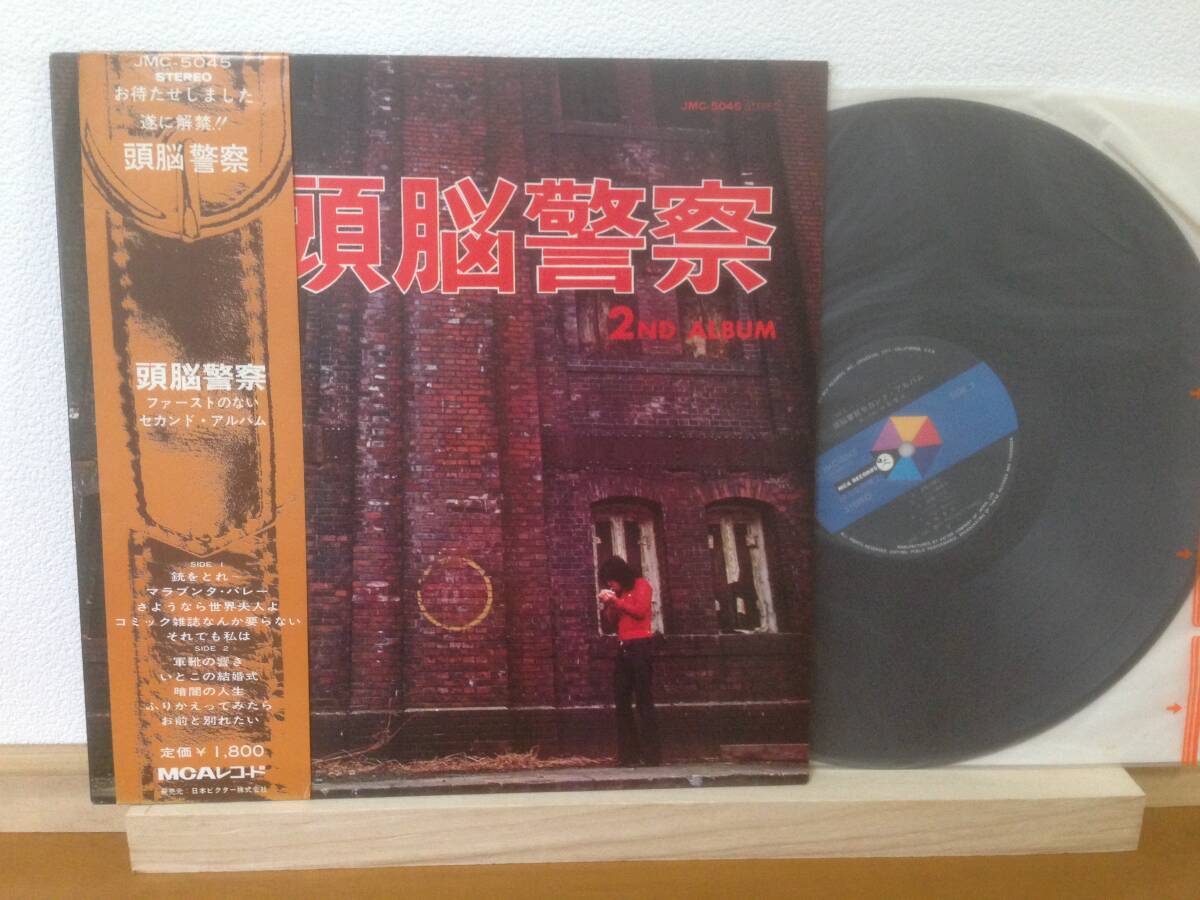 JMC-5045
STEREO
お待たせしました
遂に解禁!!
頭脳警察
頭脳警察
ファーストのない
セカンド・アルバム
SIDE 1
銃をとれ
マラブンタ・バレー
さようなら世界夫人よ
コミック雑誌なんか要らない
それでも私は
SIDE 2
軍靴の響き
いとこの結婚式
暗闇の人生
ふりかえってみたら
お前と別れたい
定価¥1,800
MCAレコード
発売元:日本ビクター株式会社
JMC-5045 STEREO
頭脳警察
2ND ALBUM
MCA RECORDS
STEREO